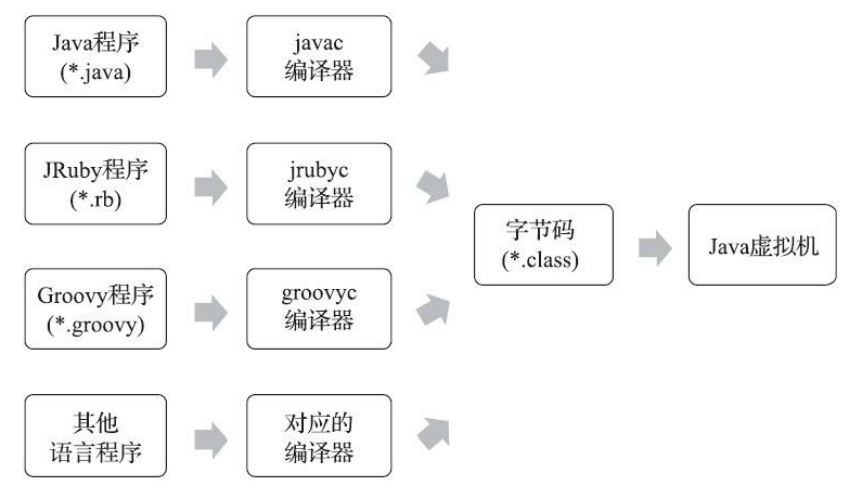 Java程序
(*.java)
javac
编译器
JRuby程序
(*.rb)
jrubyc
编译器
Groovy程序
(*.groovy)
groovyc
编译器
其他
语言程序
对应的
编译器
字节码
(*.class)
Java虚拟机